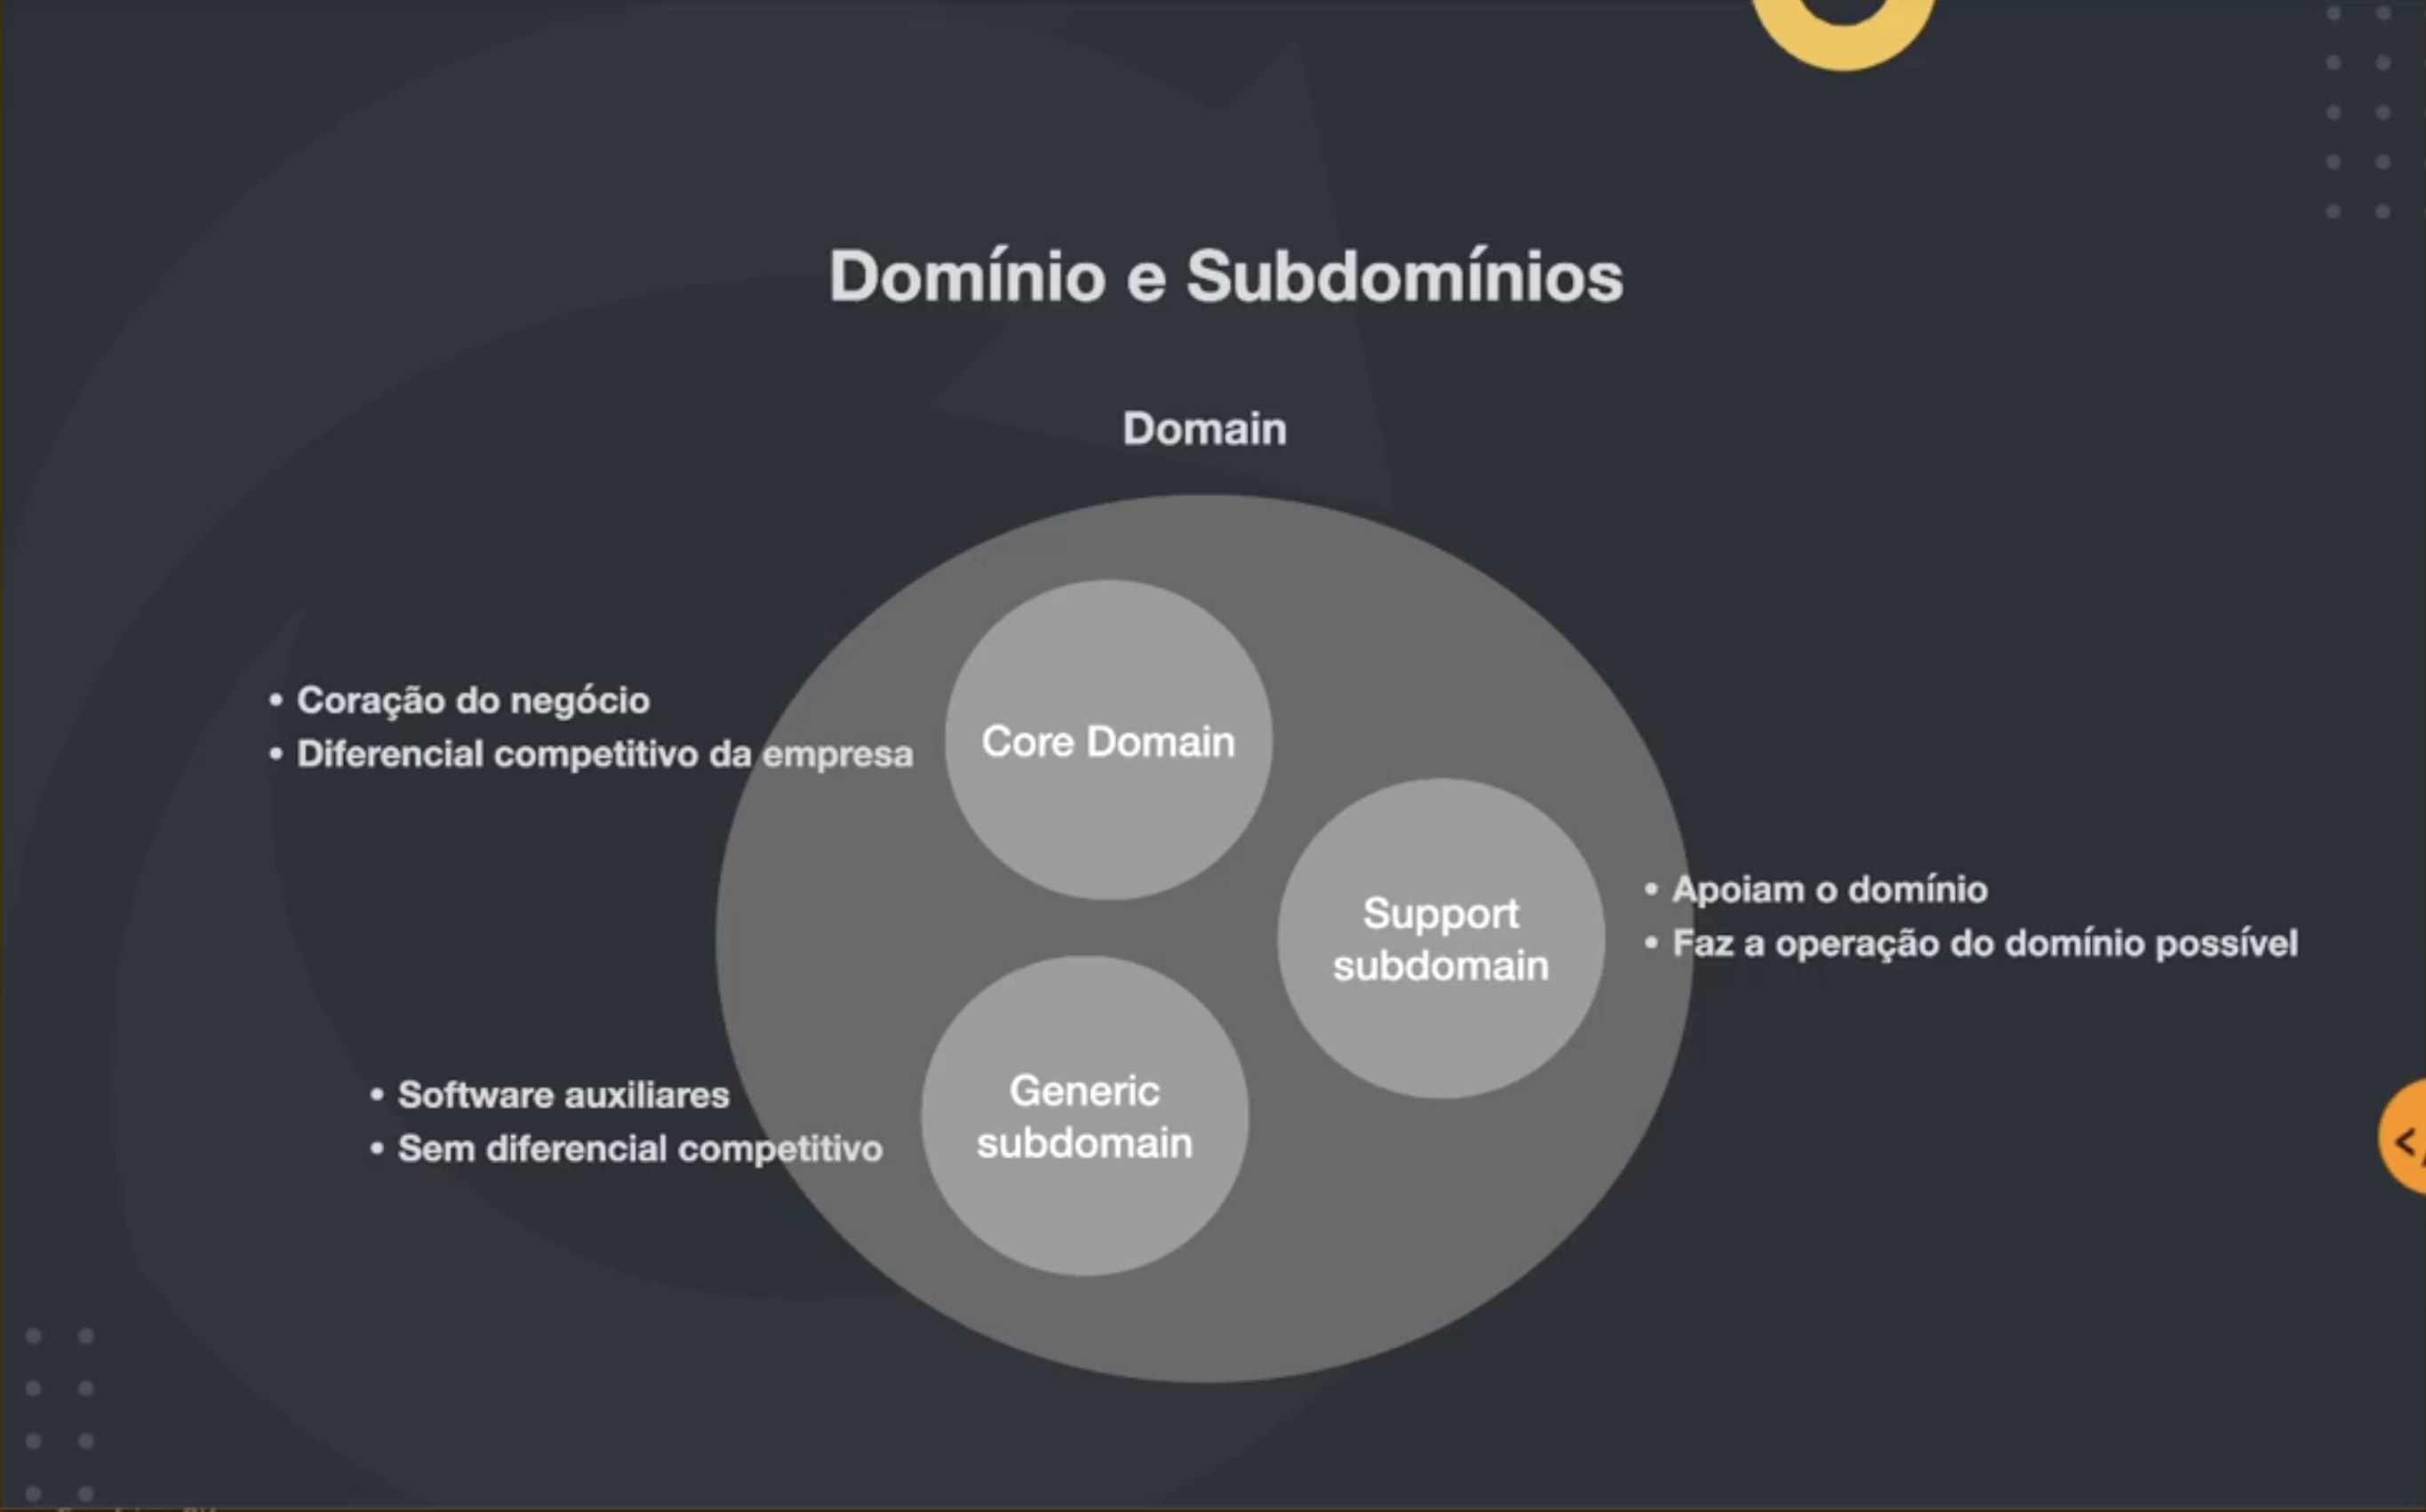 Domínio e Subdomínios
Domain
• Coração do negócio
• Diferencial competitivo da empresa
Core Domain
Support
subdomain
• Apoiam o domínio
• Faz a operação do domínio possível
Generic
subdomain
• Software auxiliares
• Sem diferencial competitivo